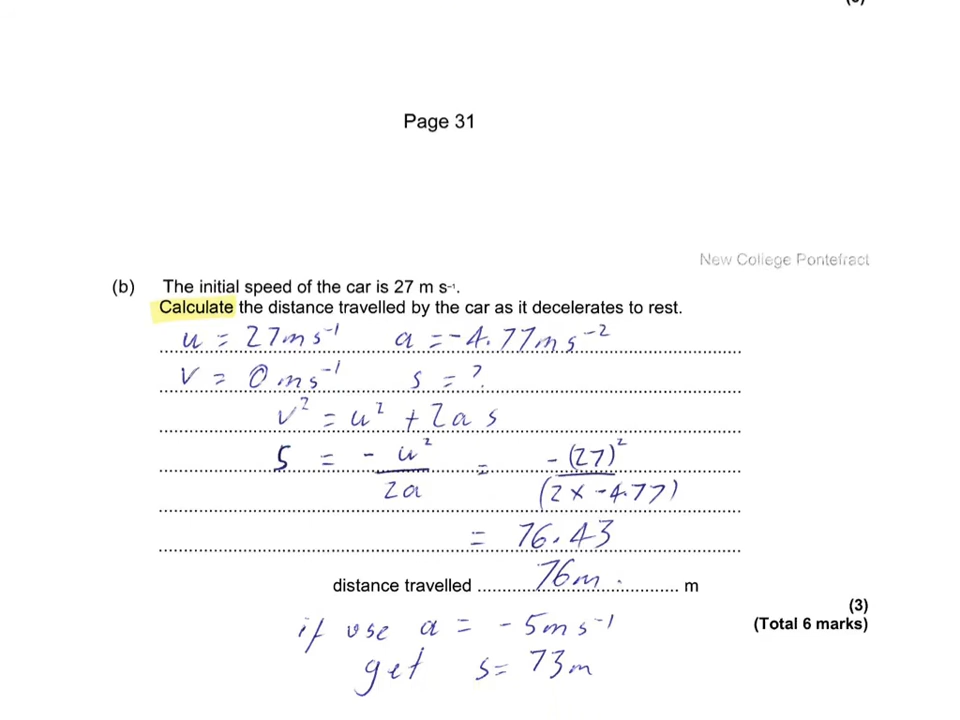 Page 31
New College Pontefract
(b) The initial speed of the car is 27 m s⁻¹.
Calculate the distance travelled by the car as it decelerates to rest.
u = 27ms⁻¹ a = -4.77ms⁻²
v = 0ms⁻¹ s = ?
v² = u² + 2as
s = -u²/2a = -(27)²/(2 x -4.77)
= 76.43
distance travelled 76m. m
(3)
(Total 6 marks)
if use a = -5ms⁻¹
get s = 73m